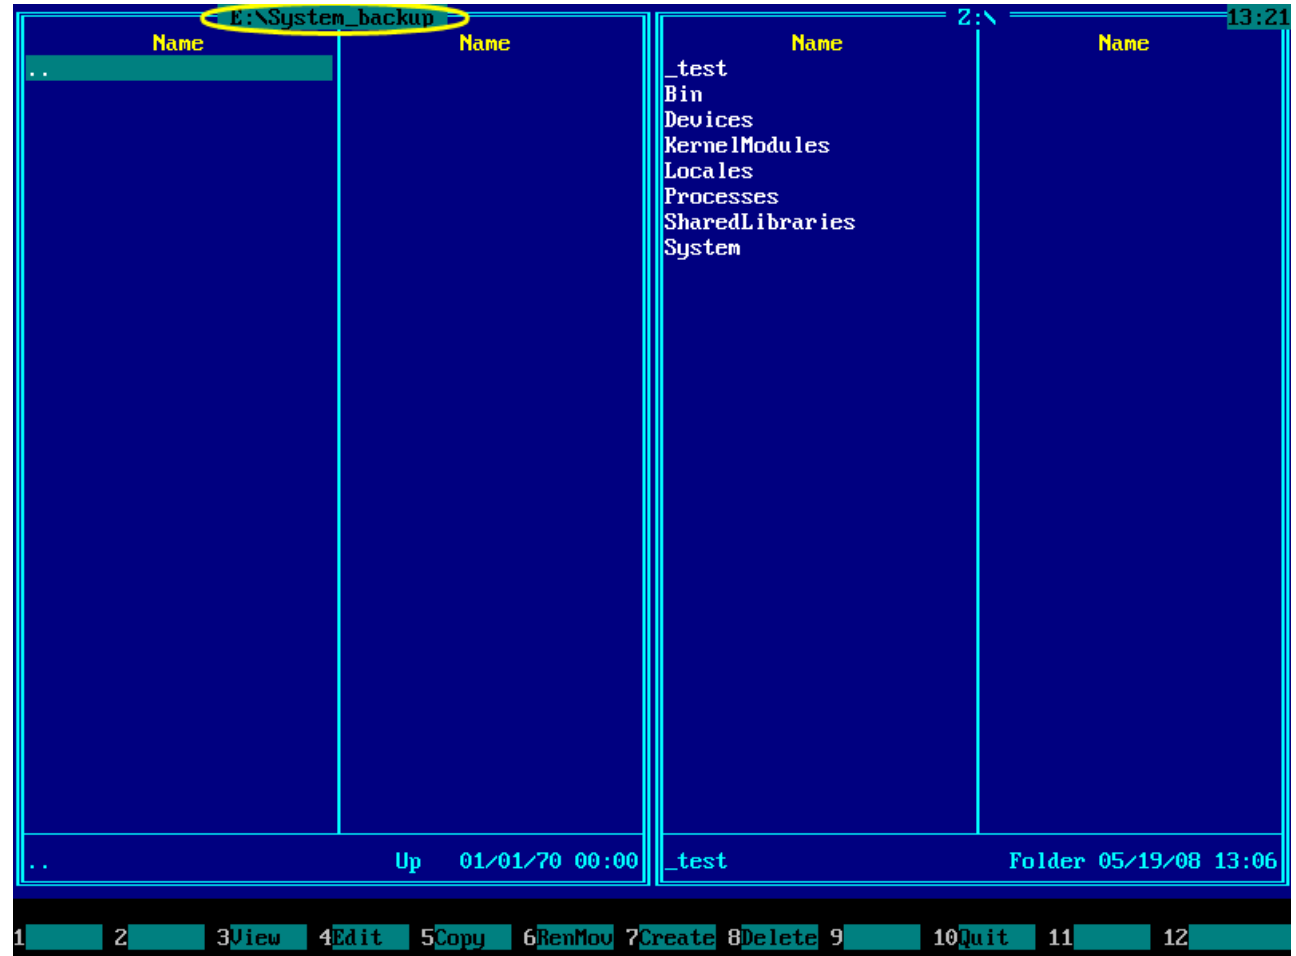 E:\System_backup
Z:\
13:21
Name
Name
Name
Name
..
_test
Bin
Devices
KernelModules
Locales
Processes
SharedLibraries
System
.. Up 01/01/70 00:00
_test Folder 05/19/08 13:06
1 2 3View 4Edit 5Copy 6RenMov 7Create 8Delete 9 10Quit 11 12